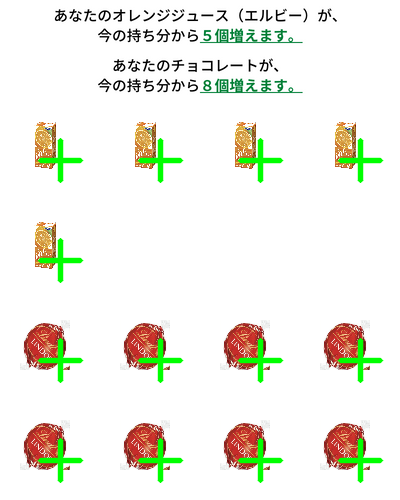 あなたのオレンジジュース（エルビー）が、
今の持ち分から５個増えます。
あなたのチョコレートが、
今の持ち分から８個増えます。